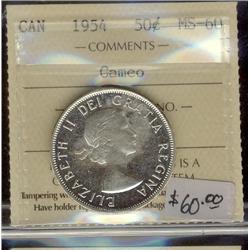 CAN 1954 50¢ MS-60
— COMMENTS —
Cameo
NO. —
ELIZABETH II DEI GRATIA REGINA
IS A
TEM
Tampering w
Have holder
$60.00